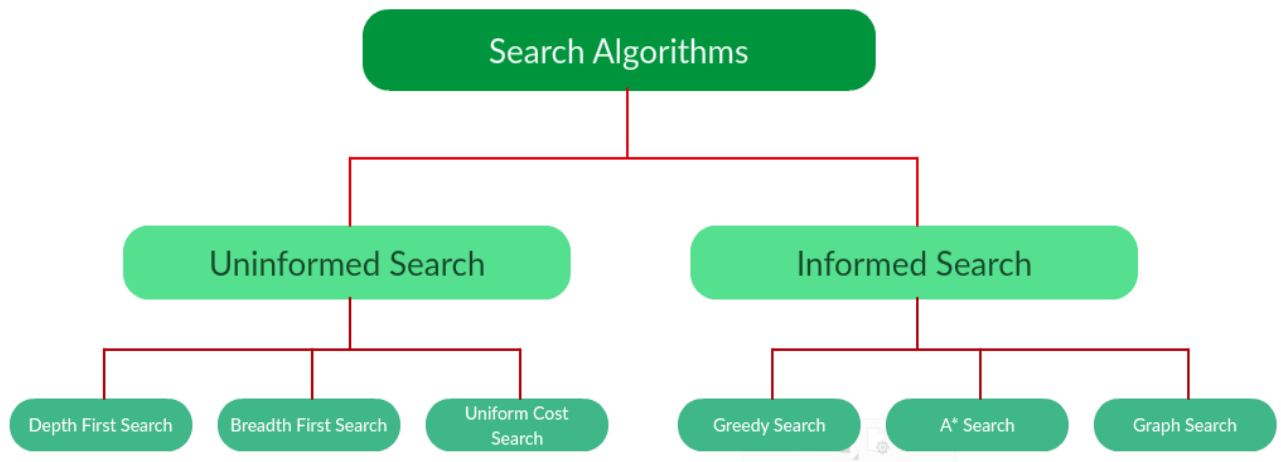 Search Algorithms
Uninformed Search
Informed Search
Depth First Search
Breadth First Search
Uniform Cost
Search
Greedy Search
A* Search
Graph Search